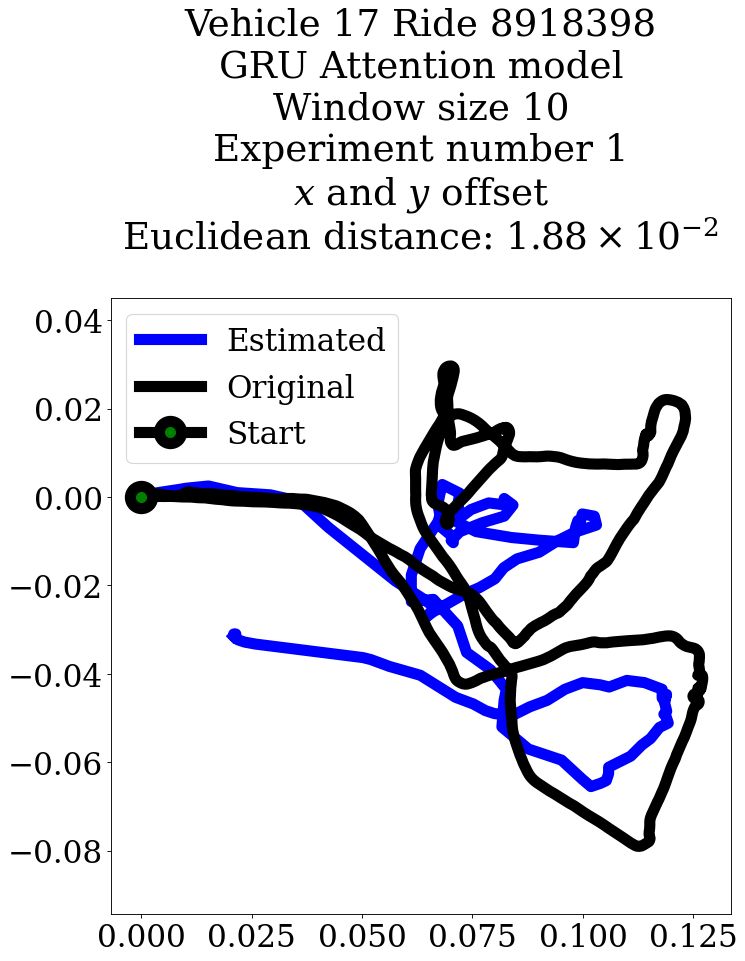 Vehicle 17 Ride 8918398
GRU Attention model
Window size 10
Experiment number 1
x and y offset
Euclidean distance: 1.88 × 10⁻²
Estimated
Original
Start
0.04
0.02
0.00
−0.02
−0.04
−0.06
−0.08
0.000 0.025 0.050 0.075 0.100 0.125